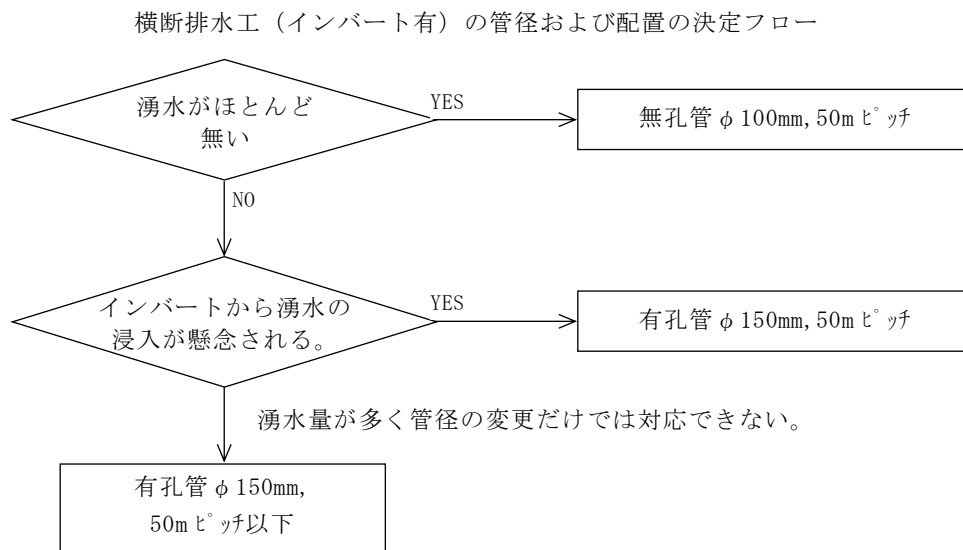 横断排水工（インバート有）の管径および配置の決定フロー
湧水がほとんど
無い
YES
無孔管φ100mm, 50mﾋﾟｯﾁ
NO
インバートから湧水の
浸入が懸念される。
YES
有孔管φ150mm, 50mﾋﾟｯﾁ
湧水量が多く管径の変更だけでは対応できない。
有孔管φ150mm,
50mﾋﾟｯﾁ以下